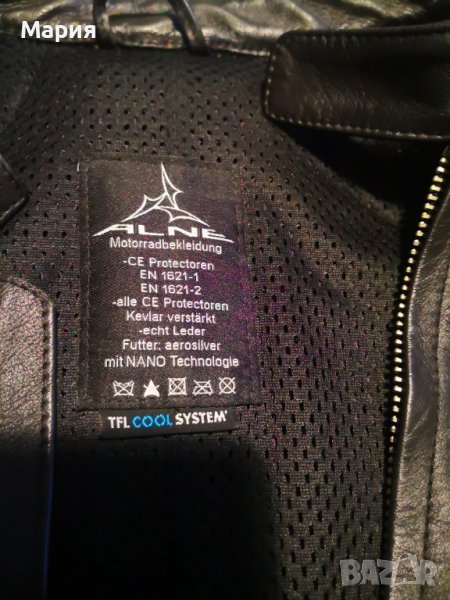 Мария
ALNE
Motorradbekleidung
-CE Protectoren
EN 1621-1
EN 1621-2
-alle CE Protectoren
Kevlar verstärkt
-echt Leder
Futter: aerosilver
mit NANO Technologie
TFL COOL SYSTEM®
BAZAR